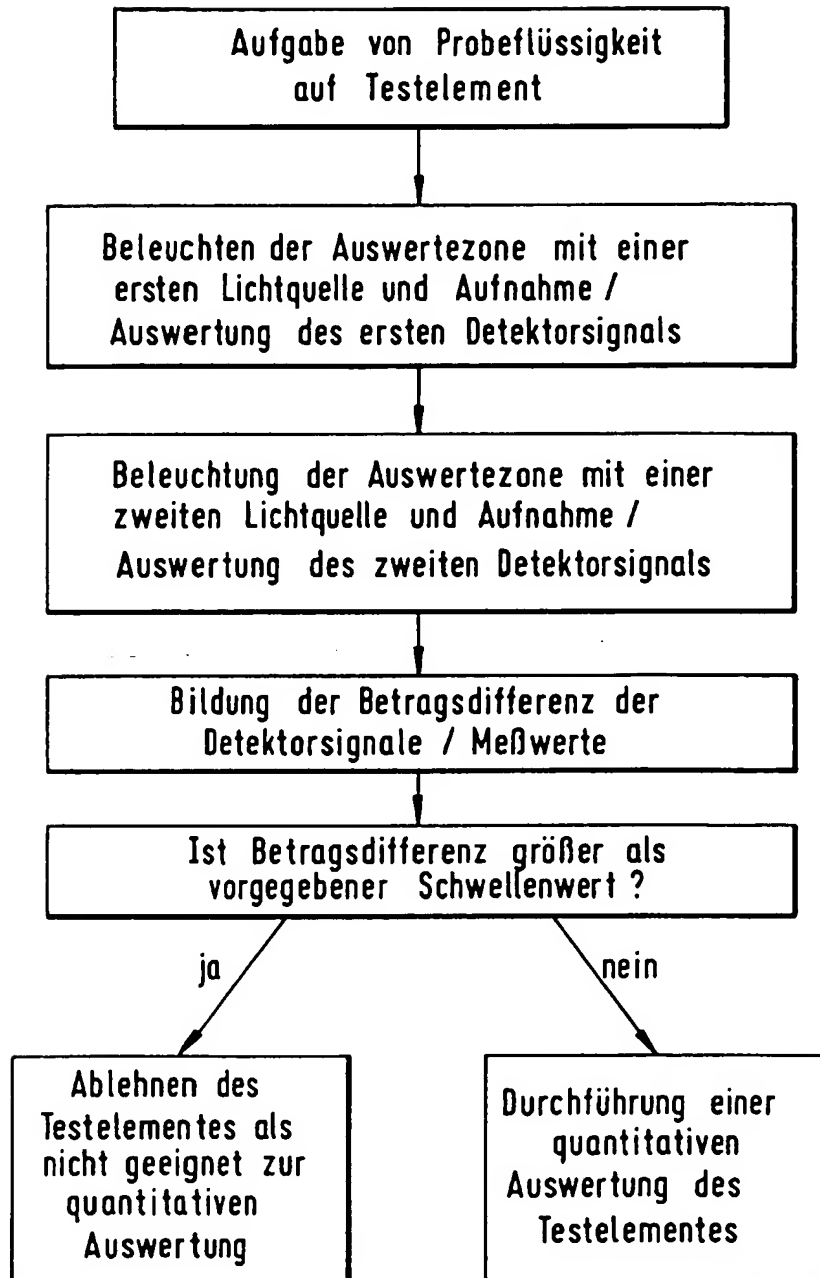 Aufgabe von Probeflüssigkeit
auf Testelement
Beleuchten der Auswertezone mit einer
ersten Lichtquelle und Aufnahme /
Auswertung des ersten Detektorsignals
Beleuchtung der Auswertezone mit einer
zweiten Lichtquelle und Aufnahme /
Auswertung des zweiten Detektorsignals
Bildung der Betragsdifferenz der
Detektorsignale / Meßwerte
Ist Betragsdifferenz größer als
vorgegebener Schwellenwert ?
ja
nein
Ablehnen des
Testelementes als
nicht geeignet zur
quantitativen
Auswertung
Durchführung einer
quantitativen
Auswertung des
Testelementes